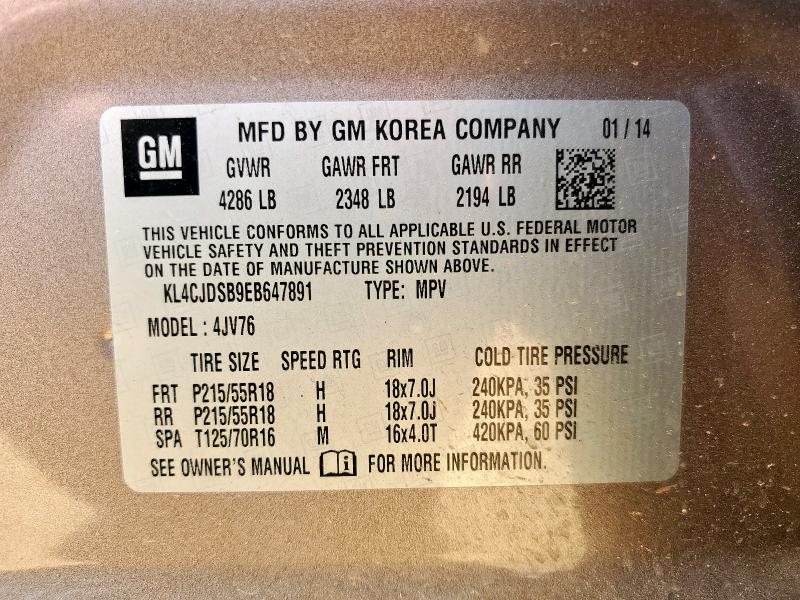 GM
MFD BY GM KOREA COMPANY 01 / 14
GVWR GAWR FRT GAWR RR
4286 LB 2348 LB 2194 LB
THIS VEHICLE CONFORMS TO ALL APPLICABLE U.S. FEDERAL MOTOR
VEHICLE SAFETY AND THEFT PREVENTION STANDARDS IN EFFECT
ON THE DATE OF MANUFACTURE SHOWN ABOVE.
KL4CJDSB9EB647891 TYPE: MPV
MODEL : 4JV76
TIRE SIZE SPEED RTG RIM COLD TIRE PRESSURE
FRT P215/55R18 H 18x7.0J 240KPA, 35 PSI
RR P215/55R18 H 18x7.0J 240KPA, 35 PSI
SPA T125/70R16 M 16x4.0T 420KPA, 60 PSI
SEE OWNER'S MANUAL i FOR MORE INFORMATION.